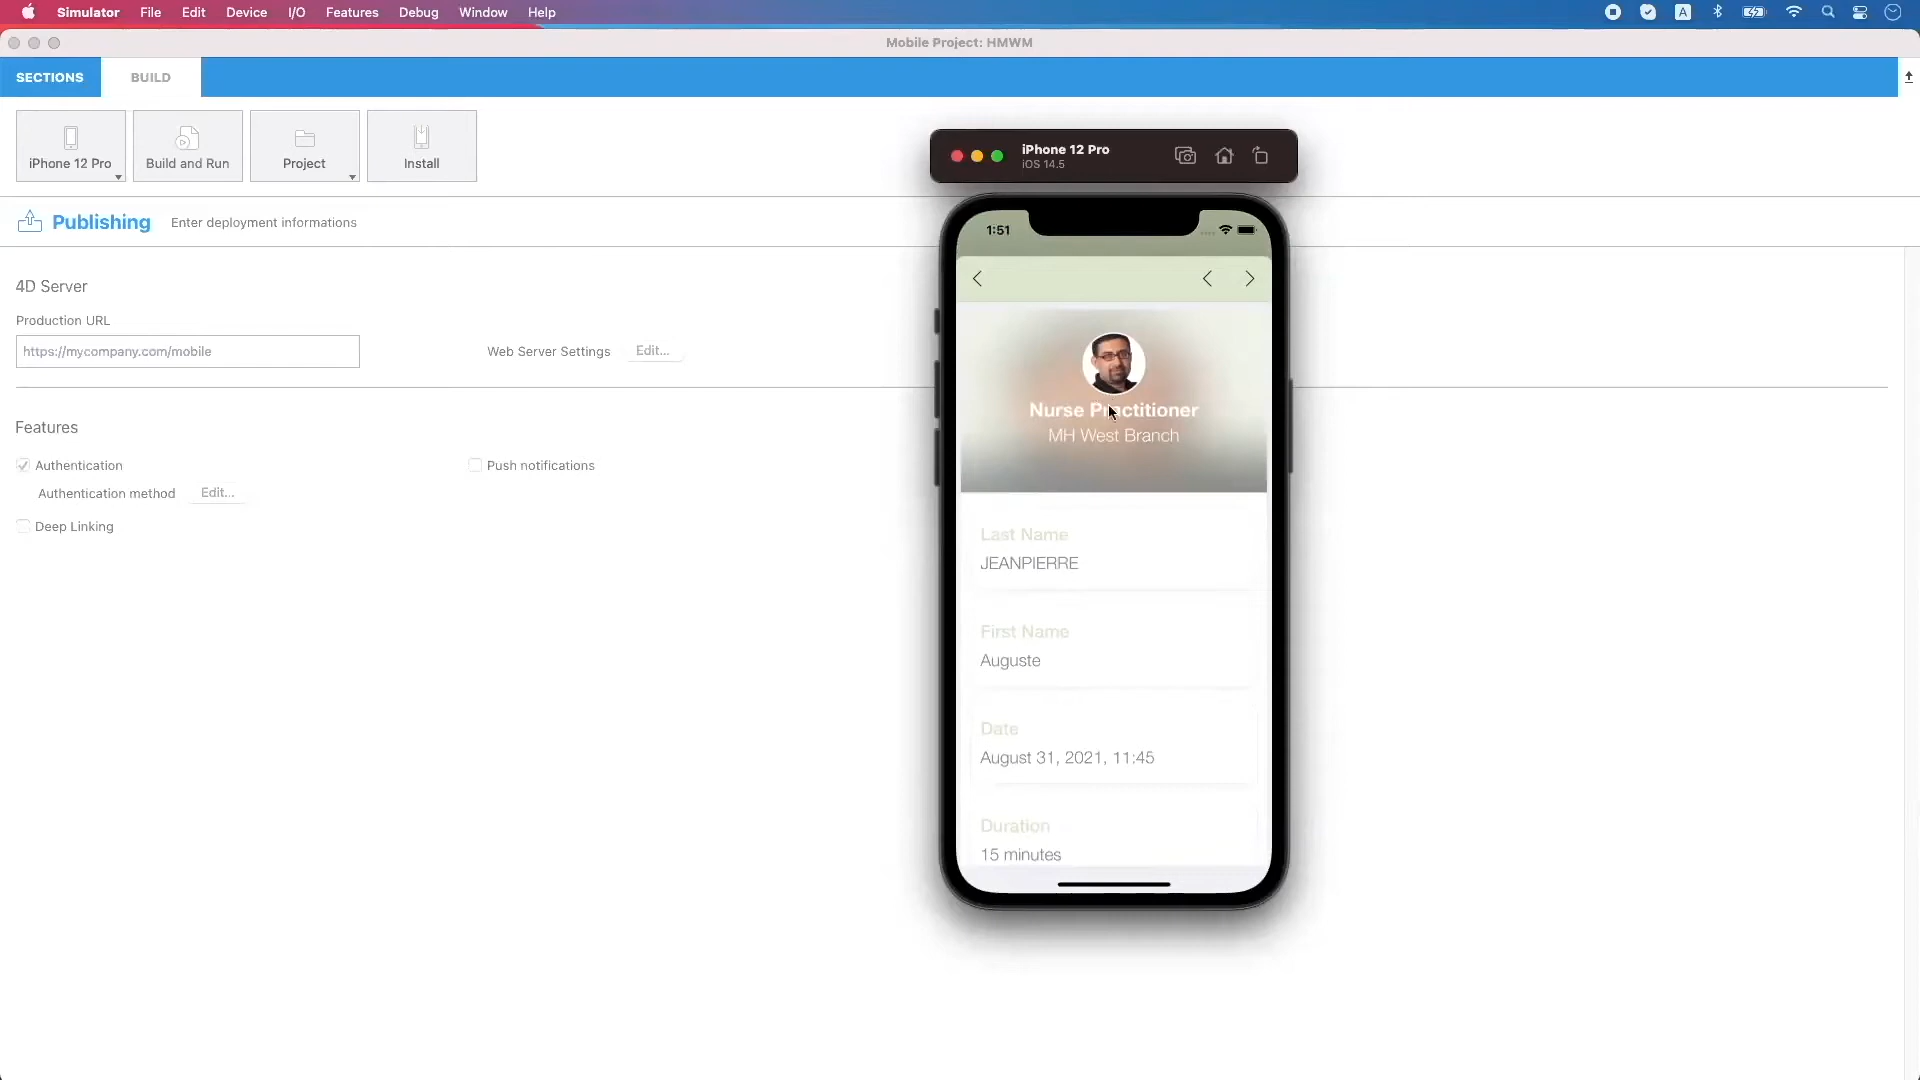 Simulator File Edit Device I/O Features Debug Window Help
A
Mobile Project: HMWM
SECTIONS BUILD
iPhone 12 Pro
Build and Run
Project
Install
Publishing Enter deployment informations
4D Server
Production URL
https://mycompany.com/mobile
Web Server Settings Edit...
Features
Authentication
Push notifications
Authentication method Edit...
Deep Linking
iPhone 12 Pro
iOS 14.5
1:51
Nurse Practitioner
MH West Branch
Last Name
JEANPIERRE
First Name
Auguste
Date
August 31, 2021, 11:45
Duration
15 minutes